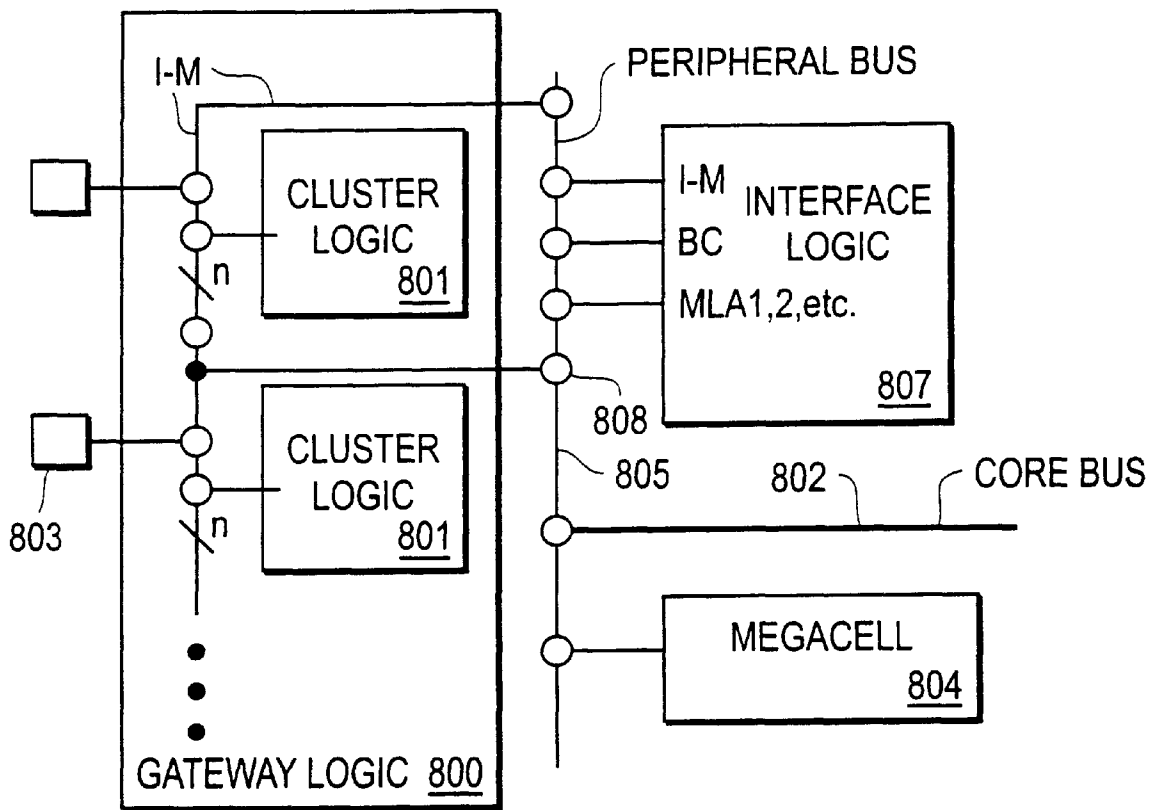 I-M
PERIPHERAL BUS
CLUSTER
LOGIC
801
n
I-M
INTERFACE
LOGIC
BC
MLA1,2,etc.
807
808
803
CLUSTER
LOGIC
801
n
805
802
CORE BUS
MEGACELL
804
GATEWAY LOGIC 800